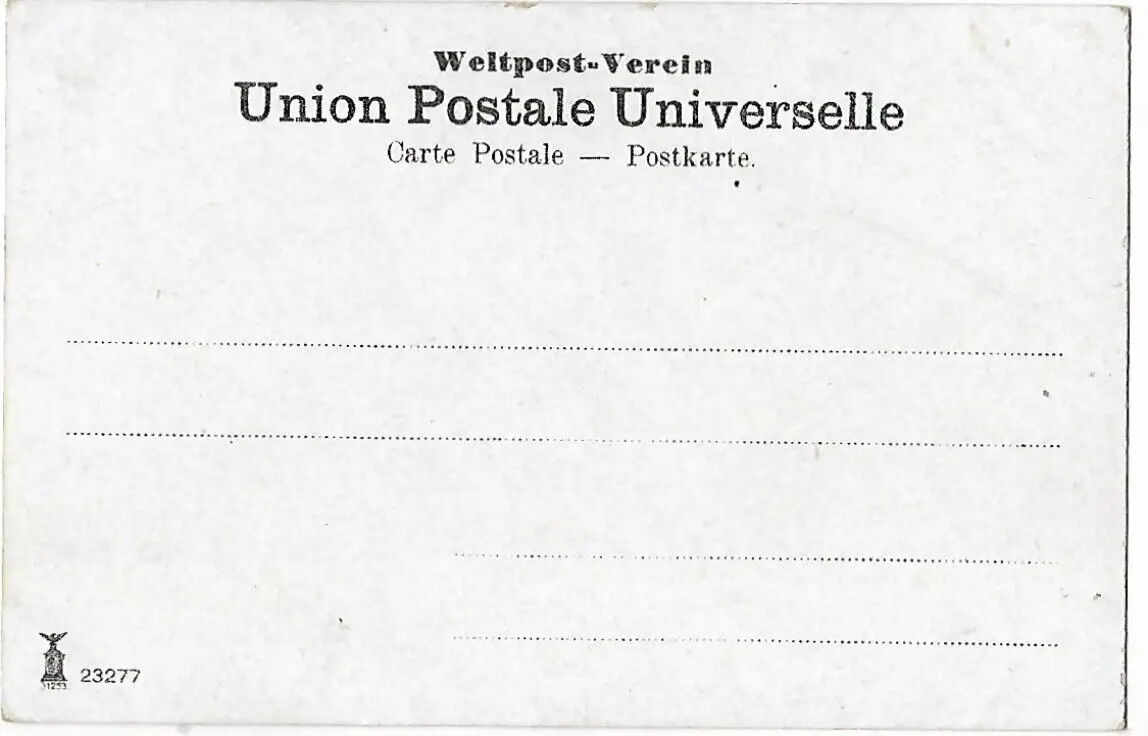 Weltpost-Verein
Union Postale Universelle
Carte Postale — Postkarte.
23277